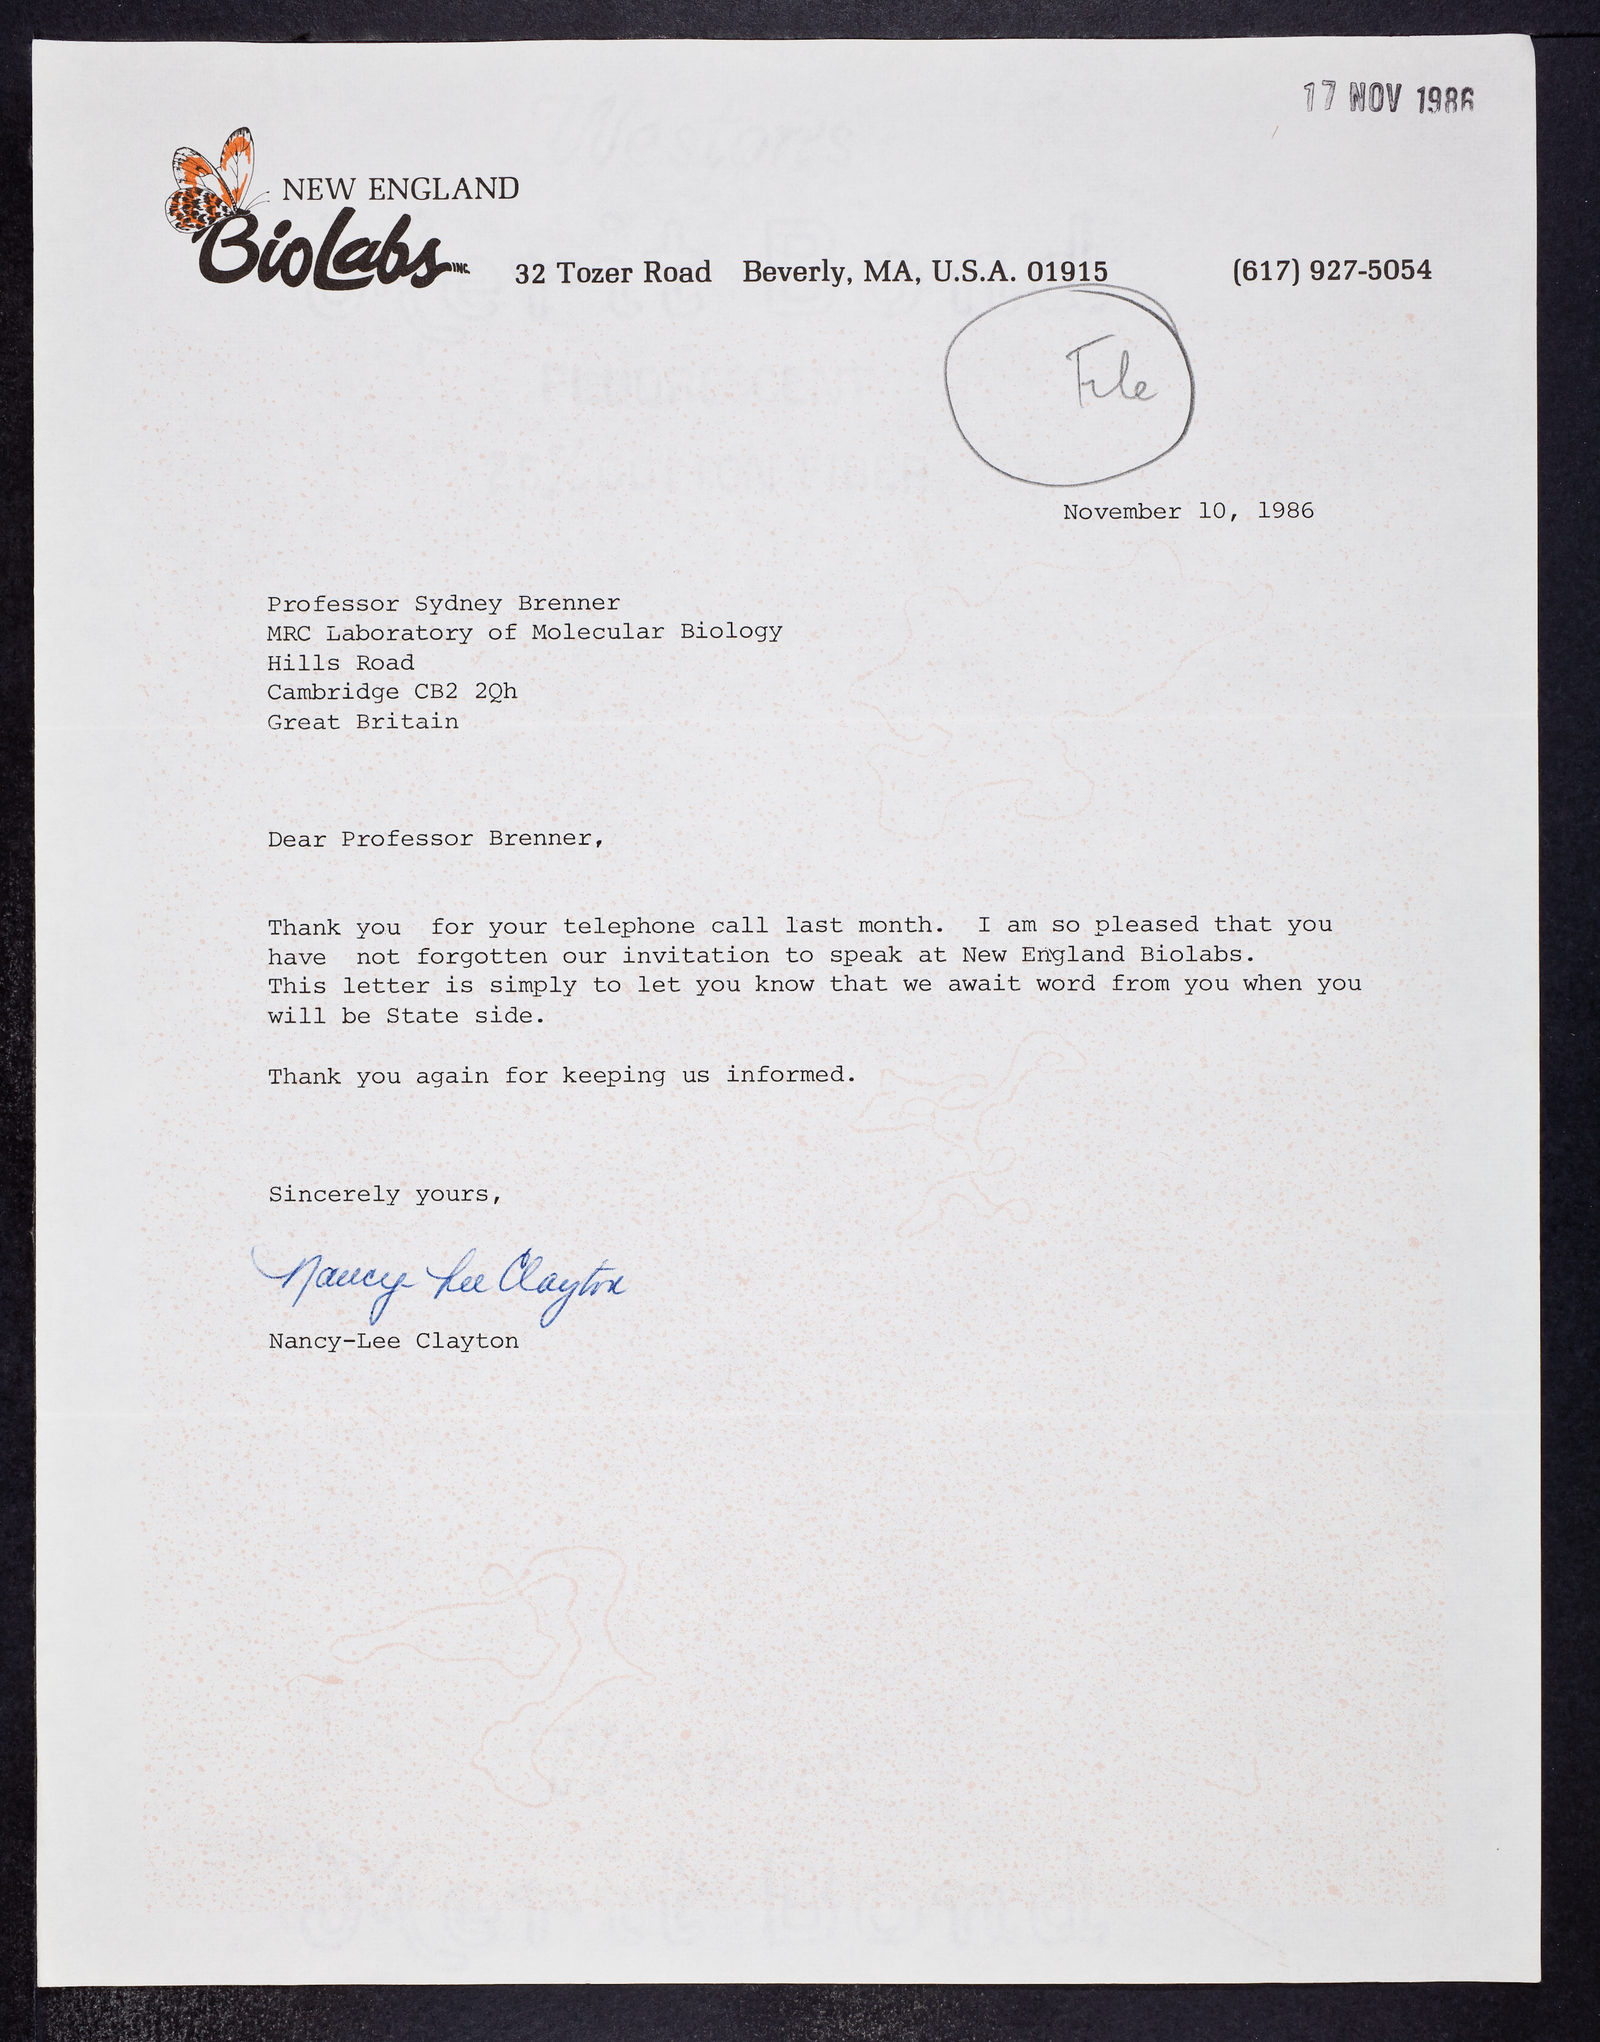 17 NOV 1986
NEW ENGLAND
BioLabs INC.
32 Tozer Road Beverly, MA, U.S.A. 01915 (617) 927-5054
File
November 10, 1986
Professor Sydney Brenner
MRC Laboratory of Molecular Biology
Hills Road
Cambridge CB2 2Qh
Great Britain
Dear Professor Brenner,
Thank you for your telephone call last month. I am so pleased that you
have not forgotten our invitation to speak at New England Biolabs.
This letter is simply to let you know that we await word from you when you
will be State side.
Thank you again for keeping us informed.
Sincerely yours,
Nancy Lee Clayton
Nancy-Lee Clayton